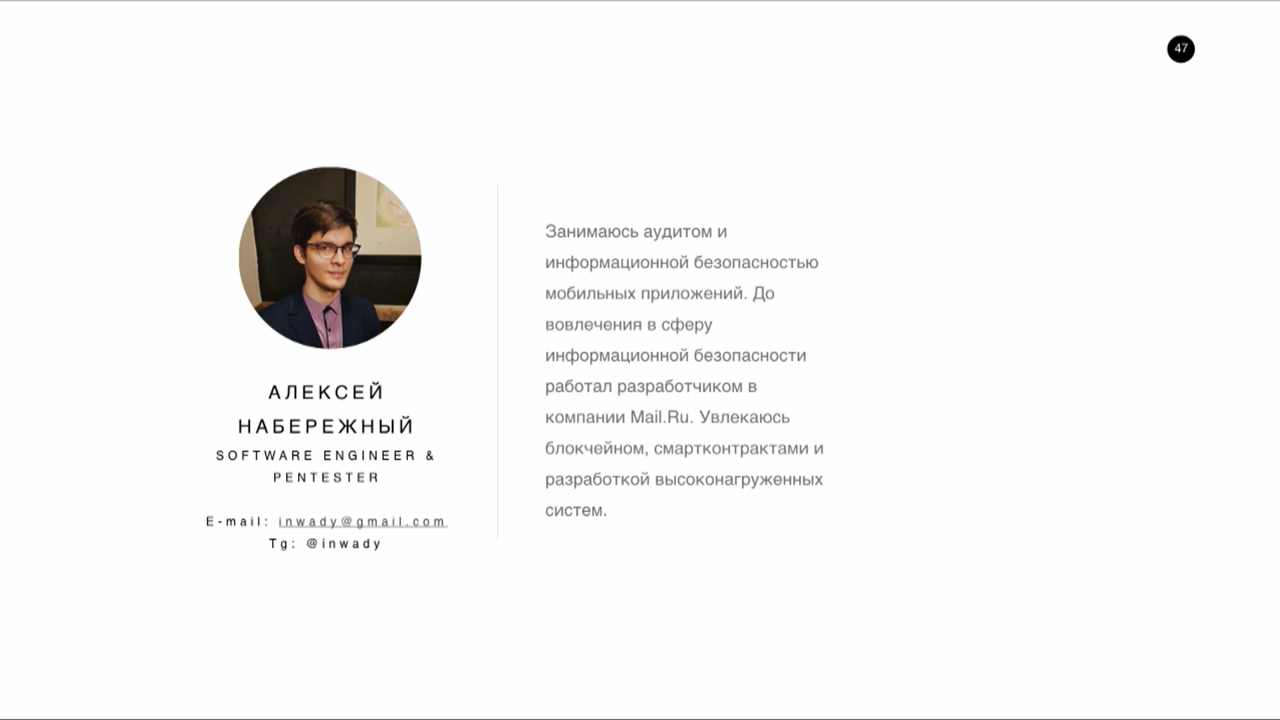 47
АЛЕКСЕЙ
НАБЕРЕЖНЫЙ
SOFTWARE ENGINEER &
PENTESTER
E-mail: inwady@gmail.com
Tg: @inwady
Занимаюсь аудитом и
информационной безопасностью
мобильных приложений. До
вовлечения в сферу
информационной безопасности
работал разработчиком в
компании Mail.Ru. Увлекаюсь
блокчейном, смартконтрактами и
разработкой высоконагруженных
систем.